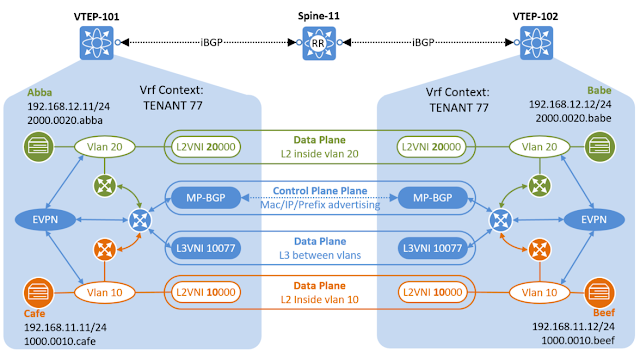 VTEP-101
Spine-11
VTEP-102
iBGP
RR
iBGP
Vrf Context:
TENANT 77
Vrf Context:
TENANT 77
Abba
192.168.12.11/24
2000.0020.abba
Babe
192.168.12.12/24
2000.0020.babe
Vlan 20
L2VNI 20000
Data Plane
L2 inside vlan 20
L2VNI 20000
Vlan 20
MP-BGP
Control Plane Plane
Mac/IP/Prefix advertising
MP-BGP
EVPN
EVPN
L3VNI 10077
Data Plane
L3 between vlans
L3VNI 10077
Vlan 10
L2VNI 10000
Data Plane
L2 Inside vlan 10
L2VNI 10000
Vlan 10
Cafe
192.168.11.11/24
1000.0010.cafe
Beef
192.168.11.12/24
1000.0010.beef